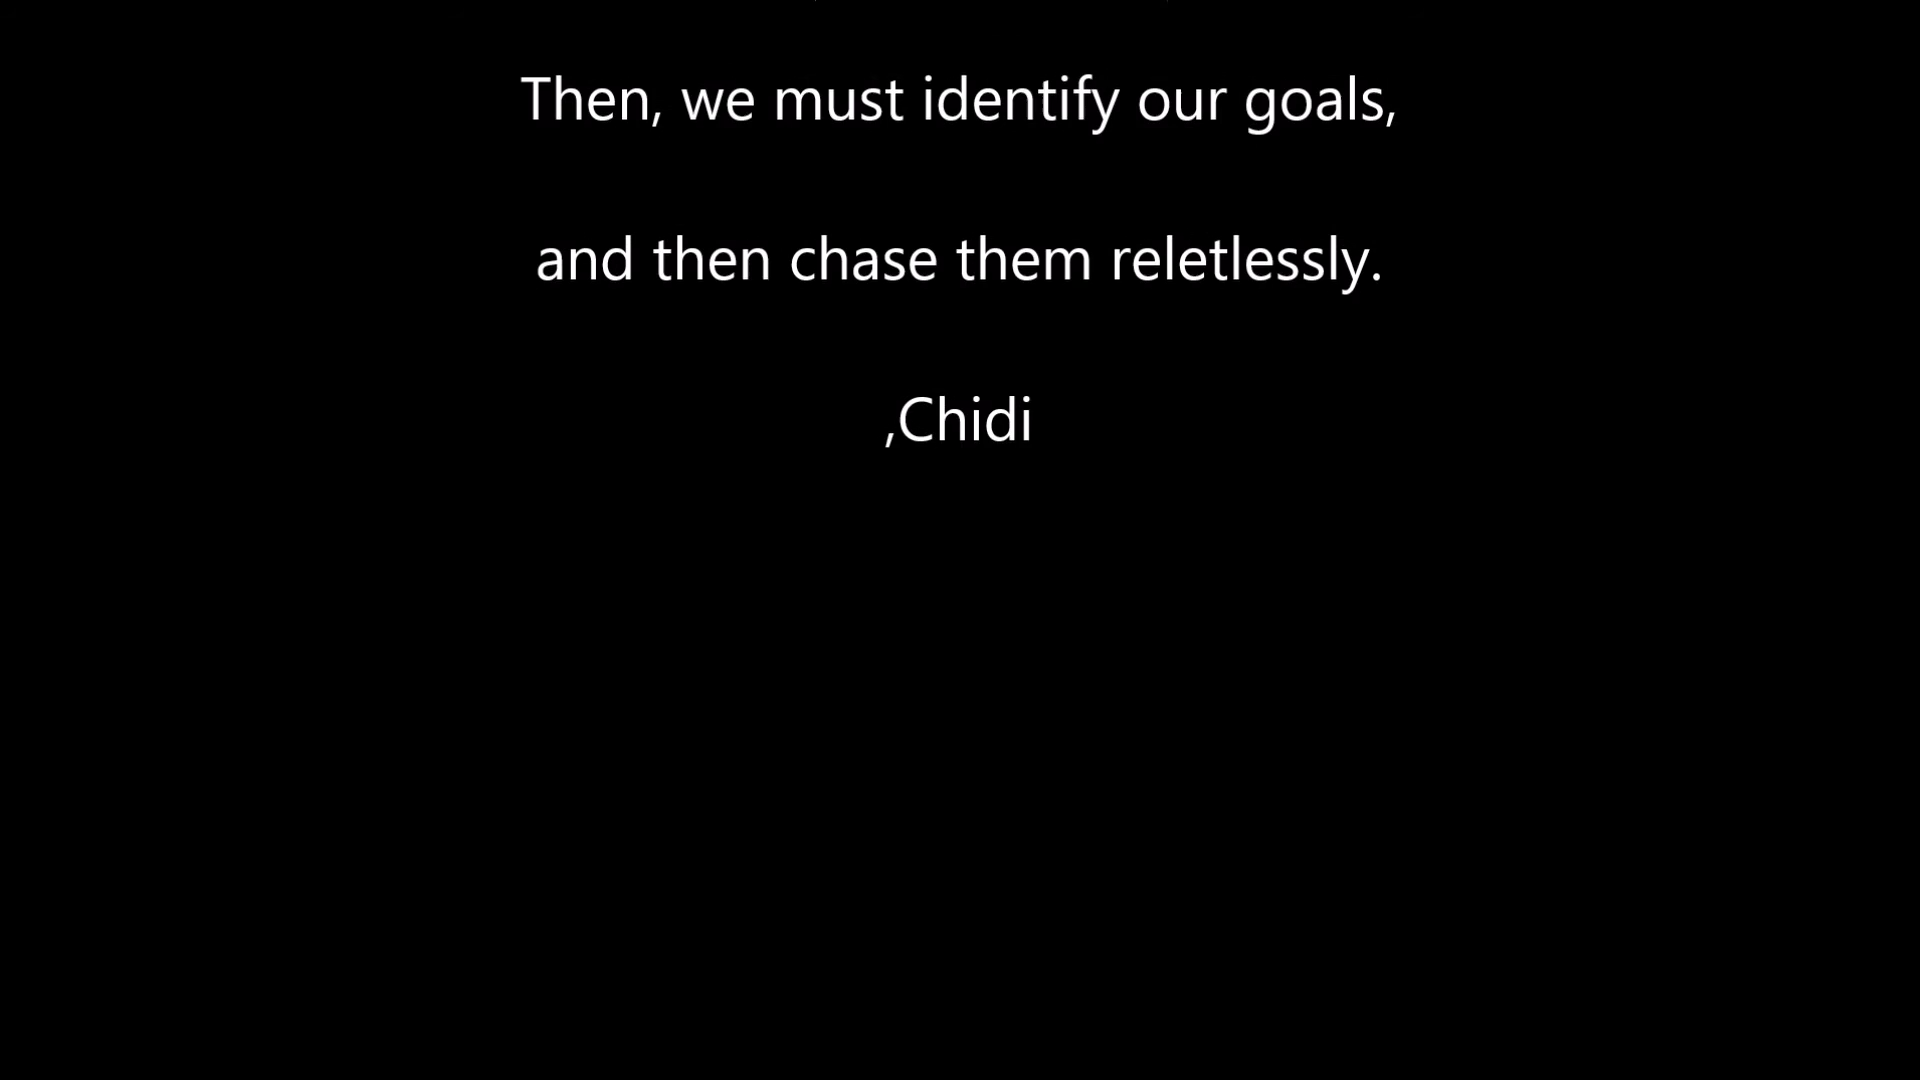 Then, we must identify our goals,
and then chase them reletlessly.
,Chidi